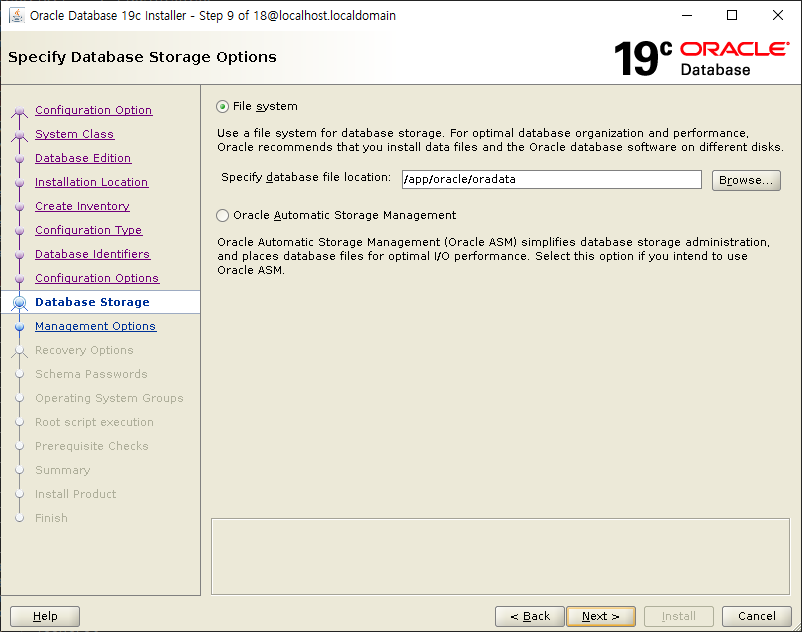 Oracle Database 19c Installer - Step 9 of 18@localhost.localdomain
Specify Database Storage Options
19c ORACLE
Database
Configuration Option
System Class
Database Edition
Installation Location
Create Inventory
Configuration Type
Database Identifiers
Configuration Options
Database Storage
Management Options
Recovery Options
Schema Passwords
Operating System Groups
Root script execution
Prerequisite Checks
Summary
Install Product
Finish
File system
Use a file system for database storage. For optimal database organization and performance,
Oracle recommends that you install data files and the Oracle database software on different disks.
Specify database file location: /app/oracle/oradata Browse...
Oracle Automatic Storage Management
Oracle Automatic Storage Management (Oracle ASM) simplifies database storage administration,
and places database files for optimal I/O performance. Select this option if you intend to use
Oracle ASM.
Help < Back Next > Install Cancel